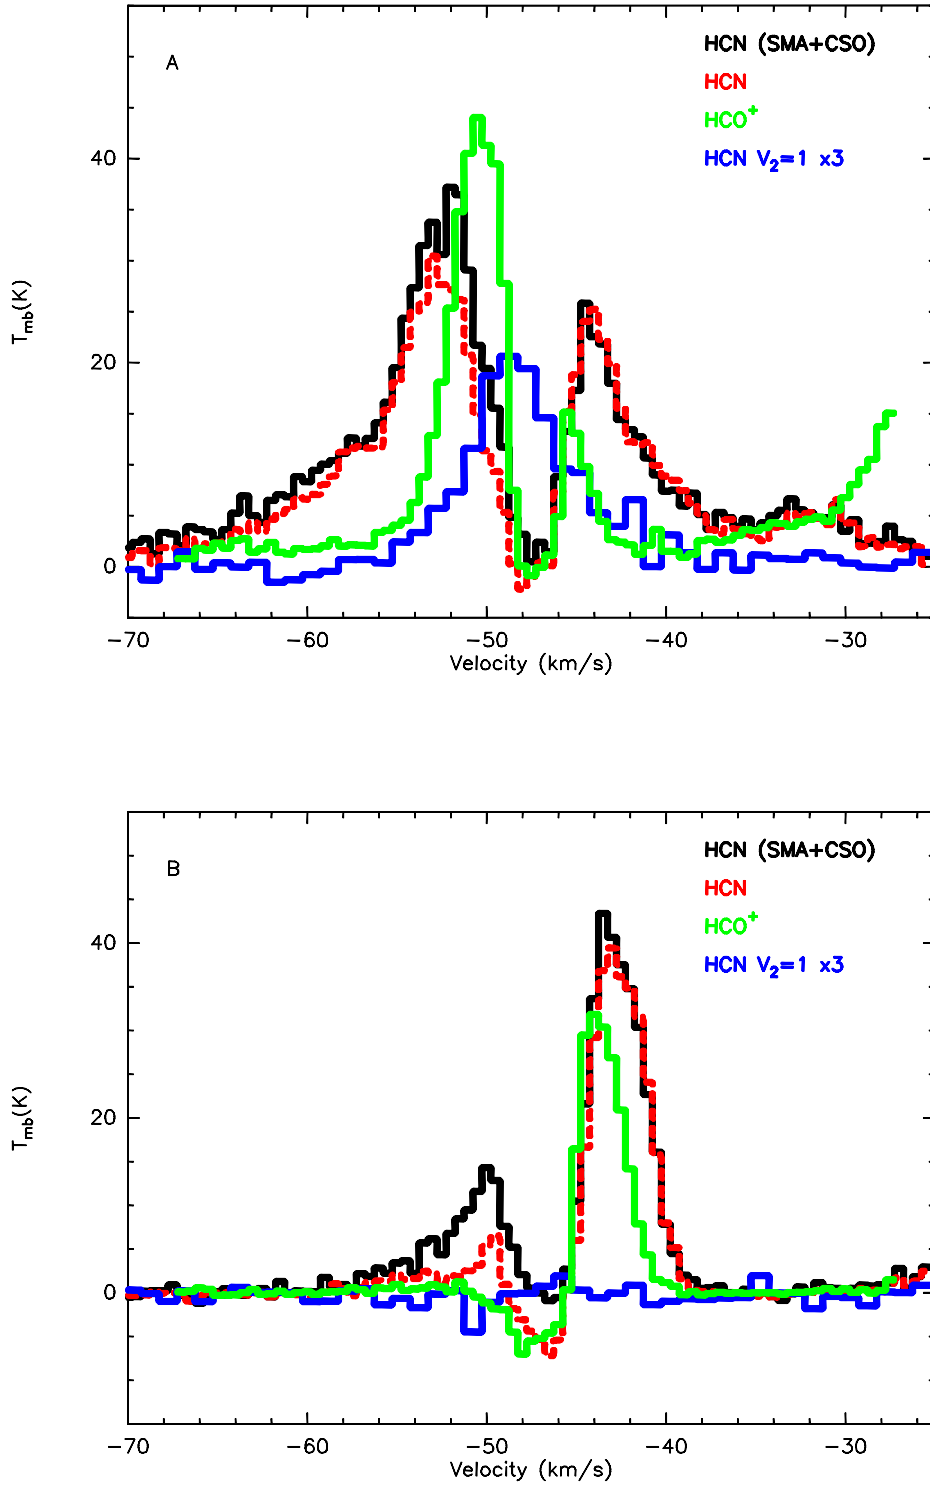 A
HCN (SMA+CSO)
HCN
HCO+
HCN V2=1 x3
40
20
0
Tmb(K)
−70 −60 −50 −40 −30
Velocity (km/s)
B
HCN (SMA+CSO)
HCN
HCO+
HCN V2=1 x3
40
20
0
Tmb(K)
−70 −60 −50 −40 −30
Velocity (km/s)